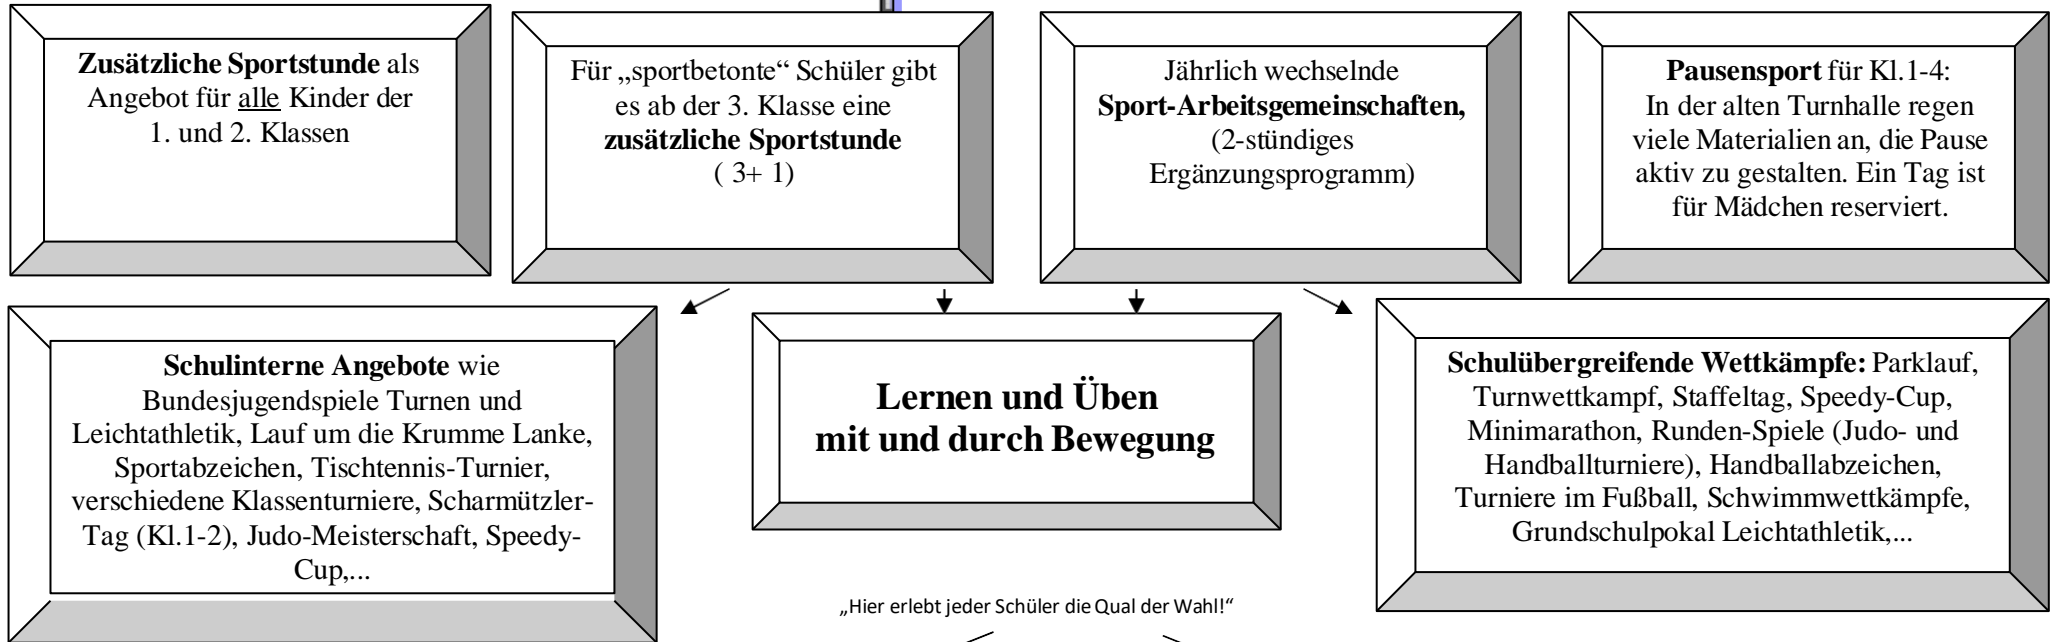 Zusätzliche Sportstunde als
Angebot für alle Kinder der
1. und 2. Klassen
Für „sportbetonte“ Schüler gibt
es ab der 3. Klasse eine
zusätzliche Sportstunde
( 3+ 1)
Jährlich wechselnde
Sport-Arbeitsgemeinschaften,
(2-stündiges
Ergänzungsprogramm)
Pausensport für Kl.1-4:
In der alten Turnhalle regen
viele Materialien an, die Pause
aktiv zu gestalten. Ein Tag ist
für Mädchen reserviert.
Schulinterne Angebote wie
Bundesjugendspiele Turnen und
Leichtathletik, Lauf um die Krumme Lanke,
Sportabzeichen, Tischtennis-Turnier,
verschiedene Klassenturniere, Scharmützler-
Tag (Kl.1-2), Judo-Meisterschaft, Speedy-
Cup,...
Lernen und Üben
mit und durch Bewegung
Schulübergreifende Wettkämpfe: Parklauf,
Turnwettkampf, Staffeltag, Speedy-Cup,
Minimarathon, Runden-Spiele (Judo- und
Handballturniere), Handballabzeichen,
Turniere im Fußball, Schwimmwettkämpfe,
Grundschulpokal Leichtathletik,...
„Hier erlebt jeder Schüler die Qual der Wahl!“